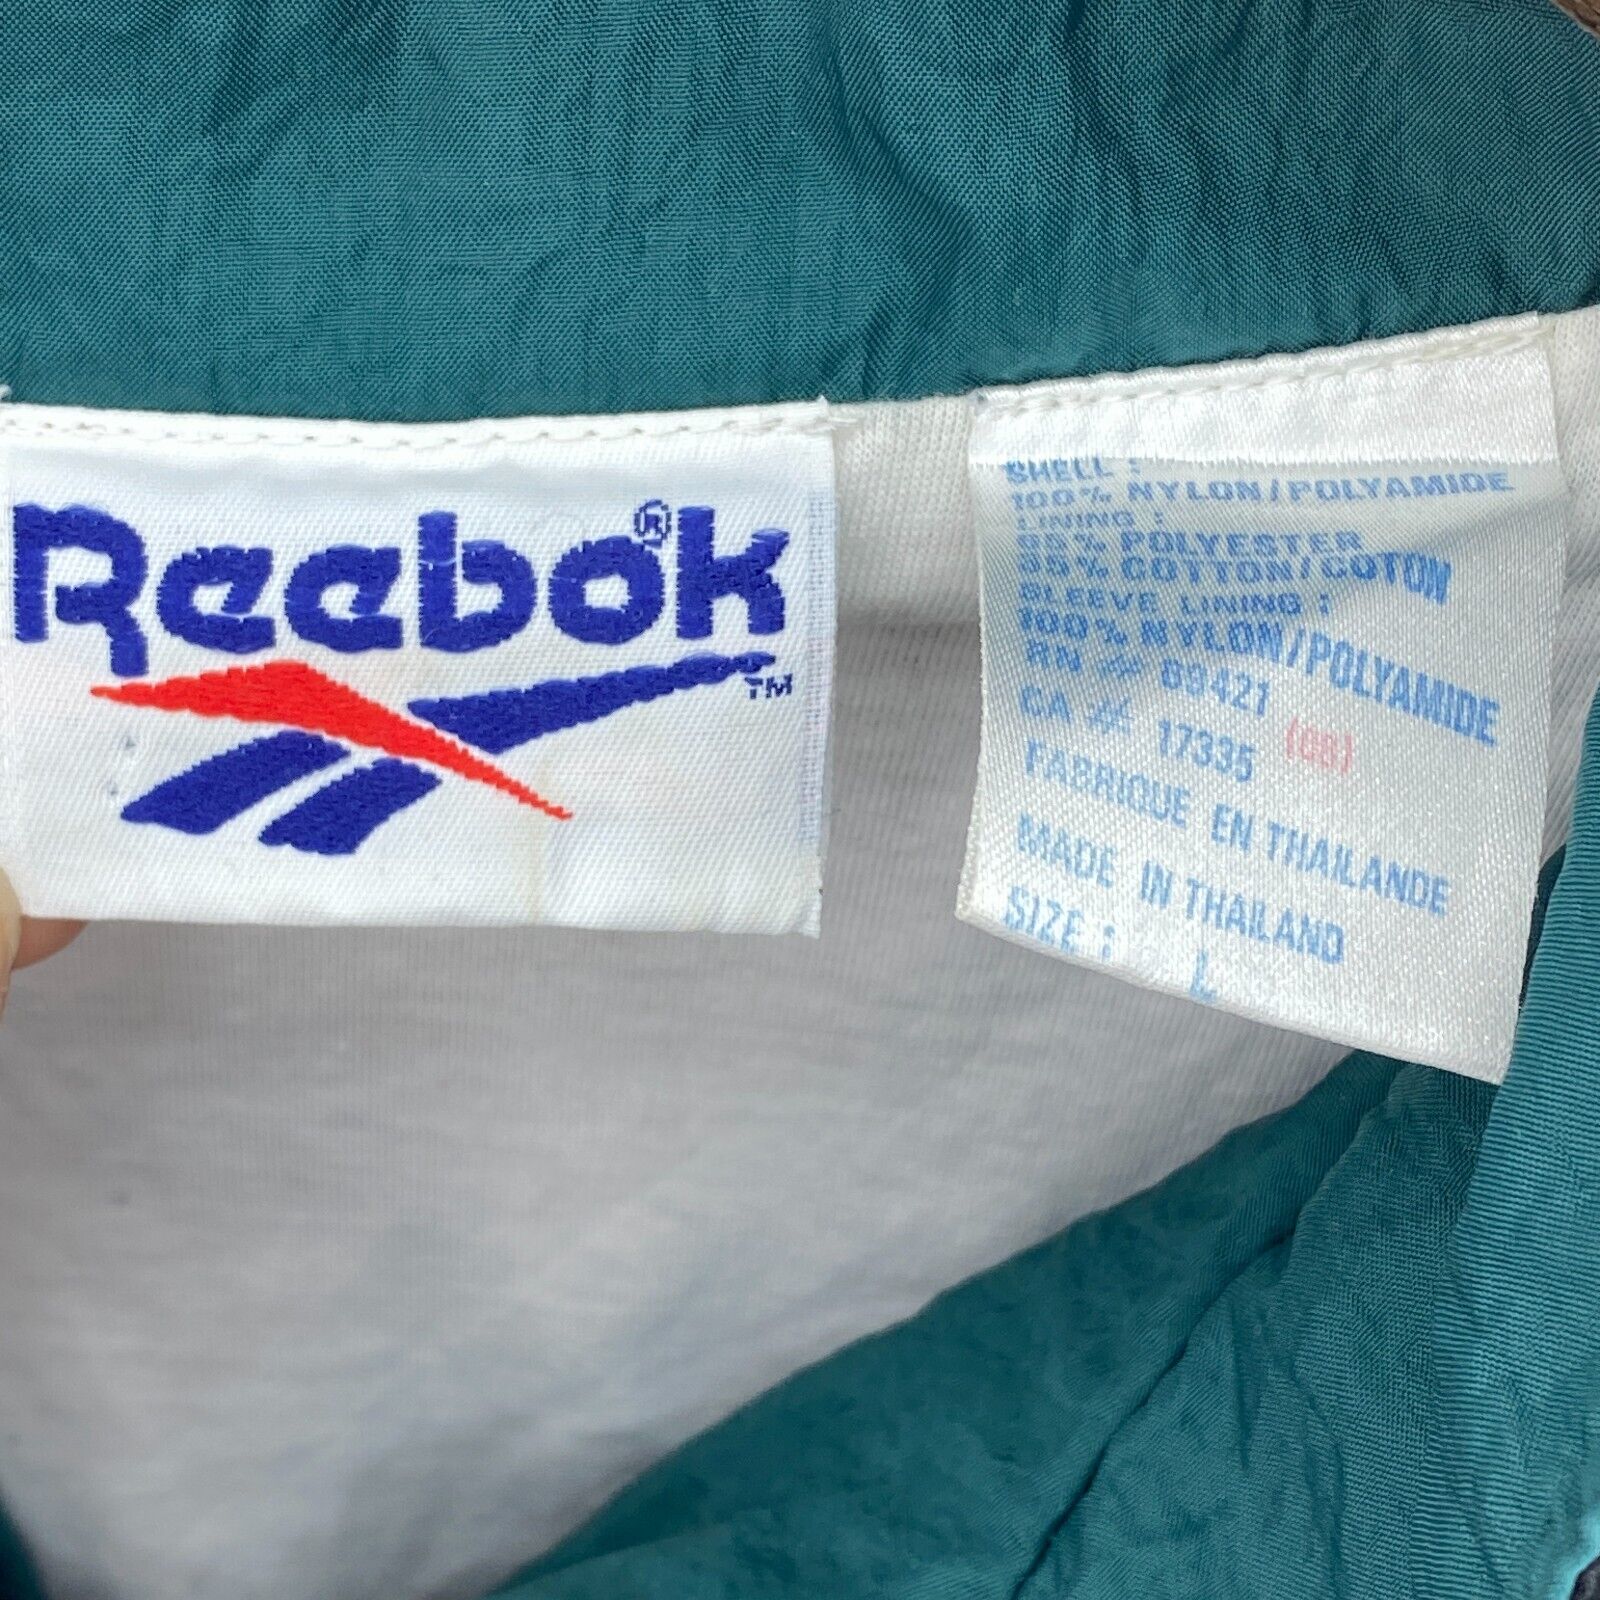 Reebok®
TM
SHELL :
100% NYLON/POLYAMIDE
LINING :
POLYESTER
35% COTTON/COTON
SLEEVE LINING :
100% NYLON/POLYAMIDE
RN # 69421
CA # 17335 (06)
FABRIQUE EN THAILANDE
MADE IN THAILAND
SIZE : L